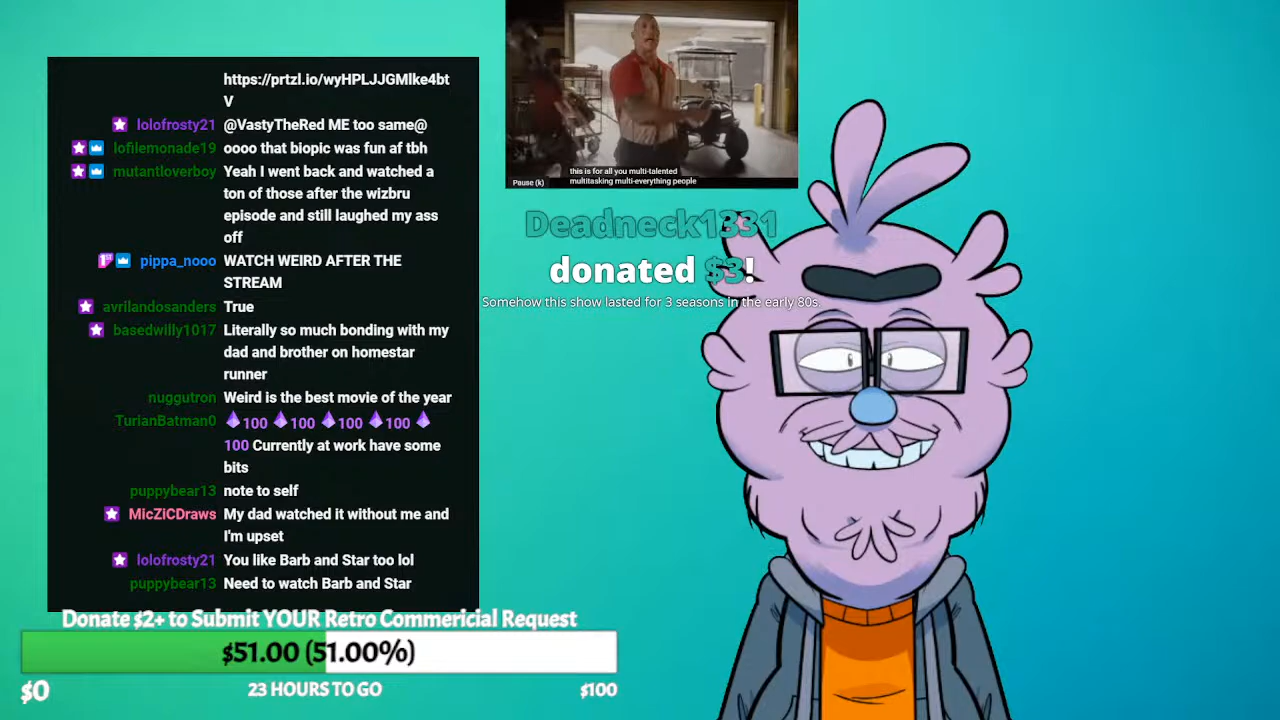 https://prtzl.io/wyHPLJJGMlke4bt
V
lolofrosty21 @VastyTheRed ME too same@
lofilemonade19 oooo that biopic was fun af tbh
mutantloverboy Yeah I went back and watched a
ton of those after the wizbru
episode and still laughed my ass
off
pippa_nooo WATCH WEIRD AFTER THE
STREAM
avrilandosanders True
basedwilly1017 Literally so much bonding with my
dad and brother on homestar
runner
nuggutron Weird is the best movie of the year
TurianBatman0 100 100 100 100
100 Currently at work have some
bits
puppybear13 note to self
MicZiCDraws My dad watched it without me and
I'm upset
lolofrosty21 You like Barb and Star too lol
puppybear13 Need to watch Barb and Star
this is for all you multi-talented
multitasking multi-everything people
Pause (k)
Deadneck1331
donated $3!
Somehow this show lasted for 3 seasons in the early 80s.
Donate $2+ to Submit YOUR Retro Commericial Request
$51.00 (51.00%)
$0 23 HOURS TO GO $100